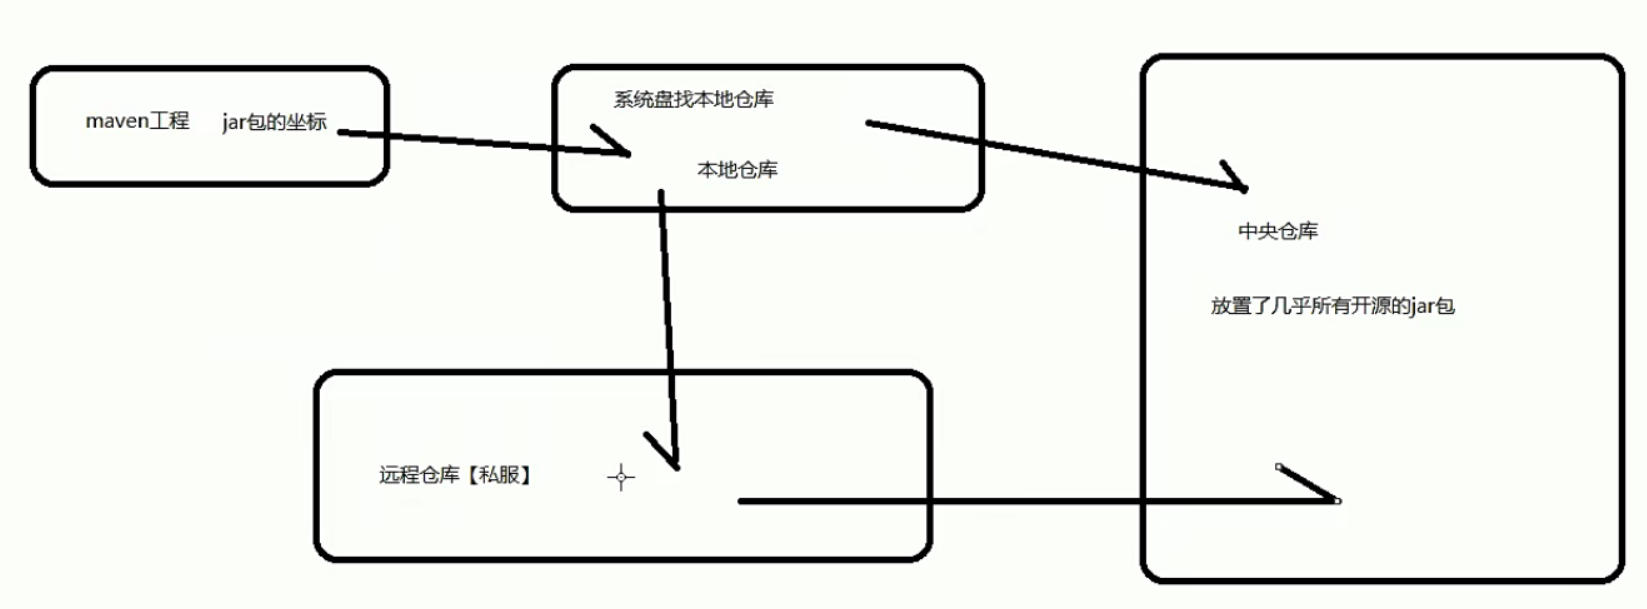 maven工程 jar包的坐标
系统盘找本地仓库
本地仓库
中央仓库
放置了几乎所有开源的jar包
远程仓库【私服】